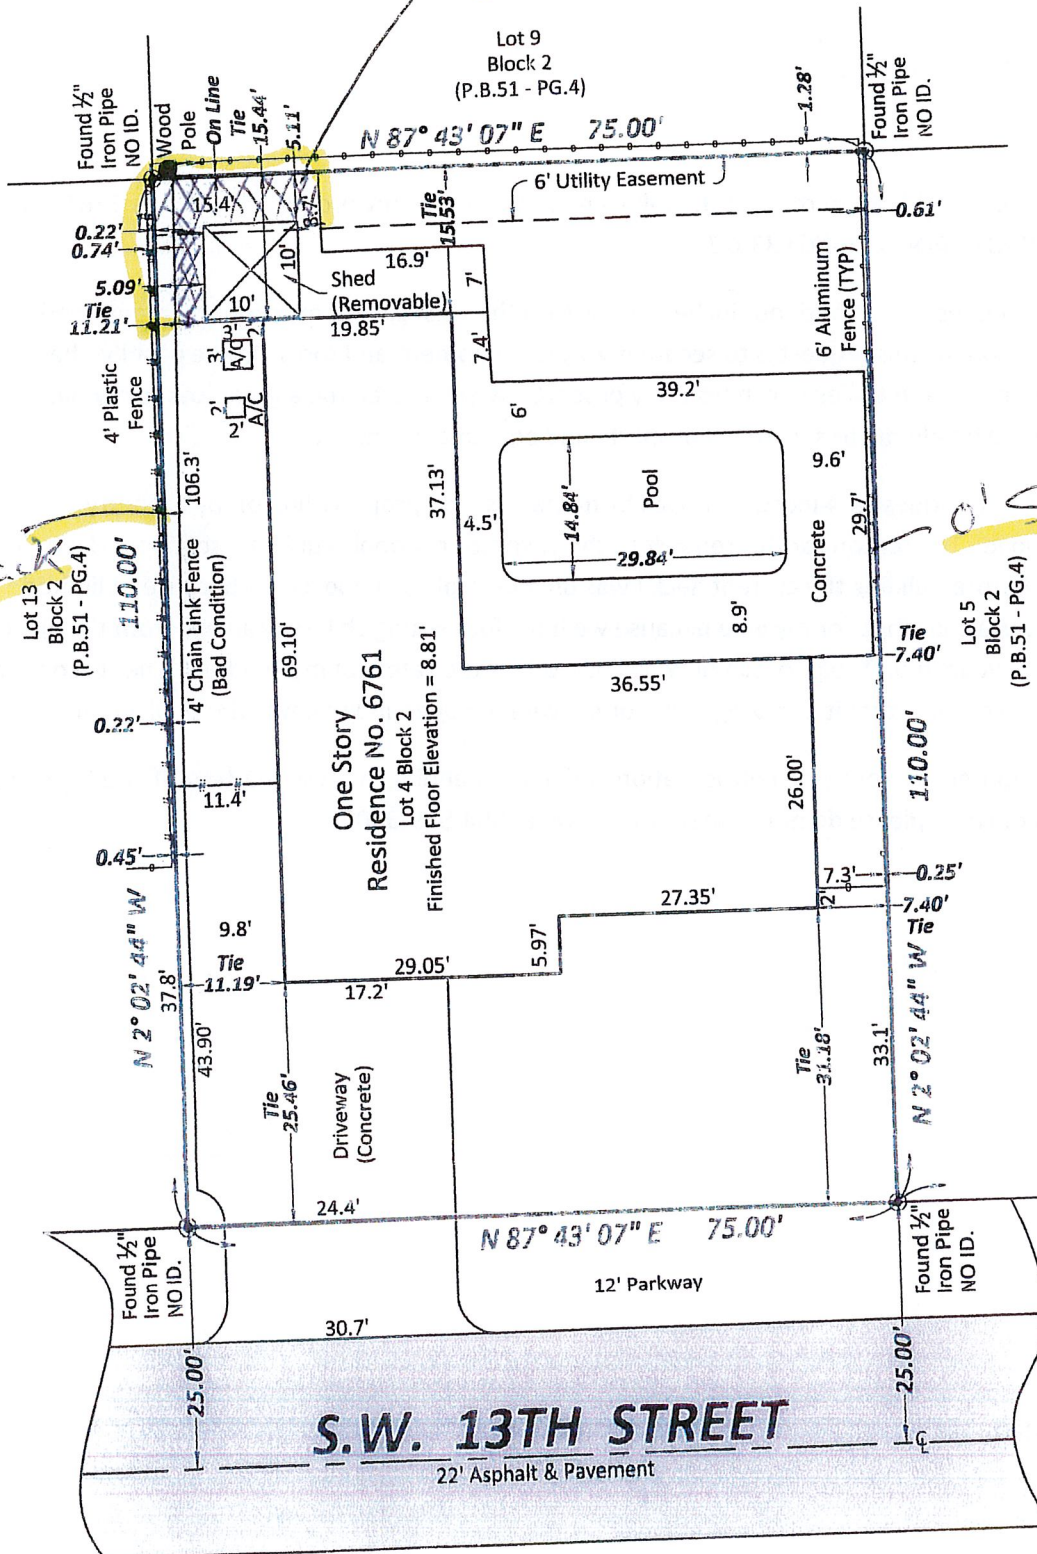 Lot 9
Block 2
(P.B.51 - PG.4)
Found ½"
Iron Pipe
NO ID.
Wood
Pole
On Line
Tie
15.44'
5.11'
N 87° 43' 07" E 75.00'
1.28'
Found ½"
Iron Pipe
NO ID.
6' Utility Easement
15.4'
8.7'
Tie
15.53'
0.61'
0.22'
0.74'
5.09'
Tie
11.21'
10'
10'
Shed
(Removable)
16.9'
7'
19.85'
7.4'
6' Aluminum
Fence (TYP)
3'
3'
A/C
2'
2'
2'
A/C
4' Plastic
Fence
39.2'
6'
106.3'
37.13'
4.5'
14.84'
Pool
29.84'
9.6'
Concrete
29.7'
8.9'
0'
Lot 13
Block 2
(P.B.51 - PG.4)
110.00'
4' Chain Link Fence
(Bad Condition)
69.10'
Lot 5
Block 2
(P.B.51 - PG.4)
Tie
7.40'
36.55'
0.22'
11.4'
One Story
Residence No. 6761
Lot 4 Block 2
Finished Floor Elevation = 8.81'
26.00'
110.00'
0.45'
7.3'
0.25'
2'
7.40'
Tie
27.35'
5.97'
9.8'
Tie
11.19'
29.05'
17.2'
N 2° 02' 44" W
37.8'
43.90'
Tie
25.46'
Driveway
(Concrete)
Tie
31.18'
33.1'
N 2° 02' 44" W
24.4'
N 87° 43' 07" E 75.00'
Found ½"
Iron Pipe
NO ID.
Found ½"
Iron Pipe
NO ID.
12' Parkway
30.7'
25.00'
25.00'
S.W. 13TH STREET
22' Asphalt & Pavement
CL